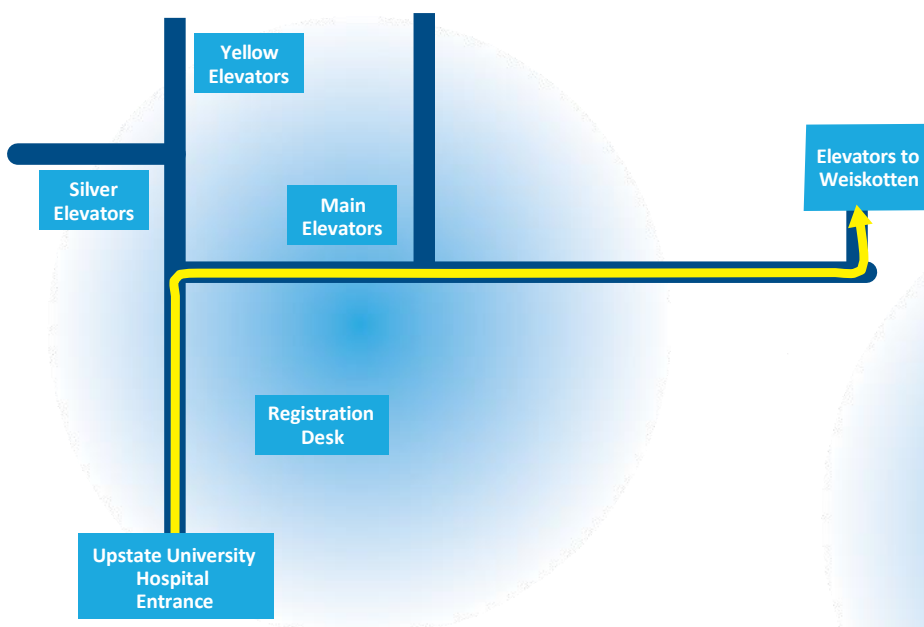 Yellow
Elevators
Elevators to
Weiskotten
Silver
Elevators
Main
Elevators
Registration
Desk
Upstate University
Hospital
Entrance